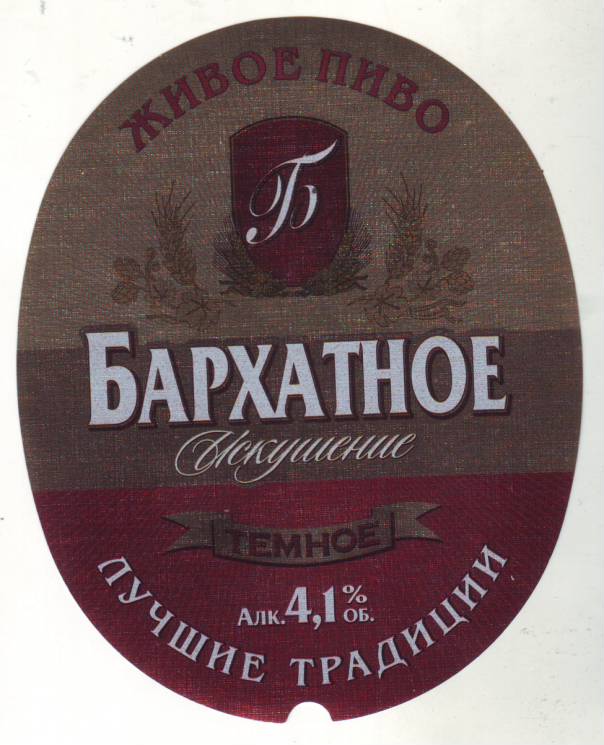 ЖИВОЕ ПИВО
Б
БАРХАТНОЕ
Искушение
ТЕМНОЕ
Алк. 4,1 % ОБ.
ЛУЧШИЕ ТРАДИЦИИ